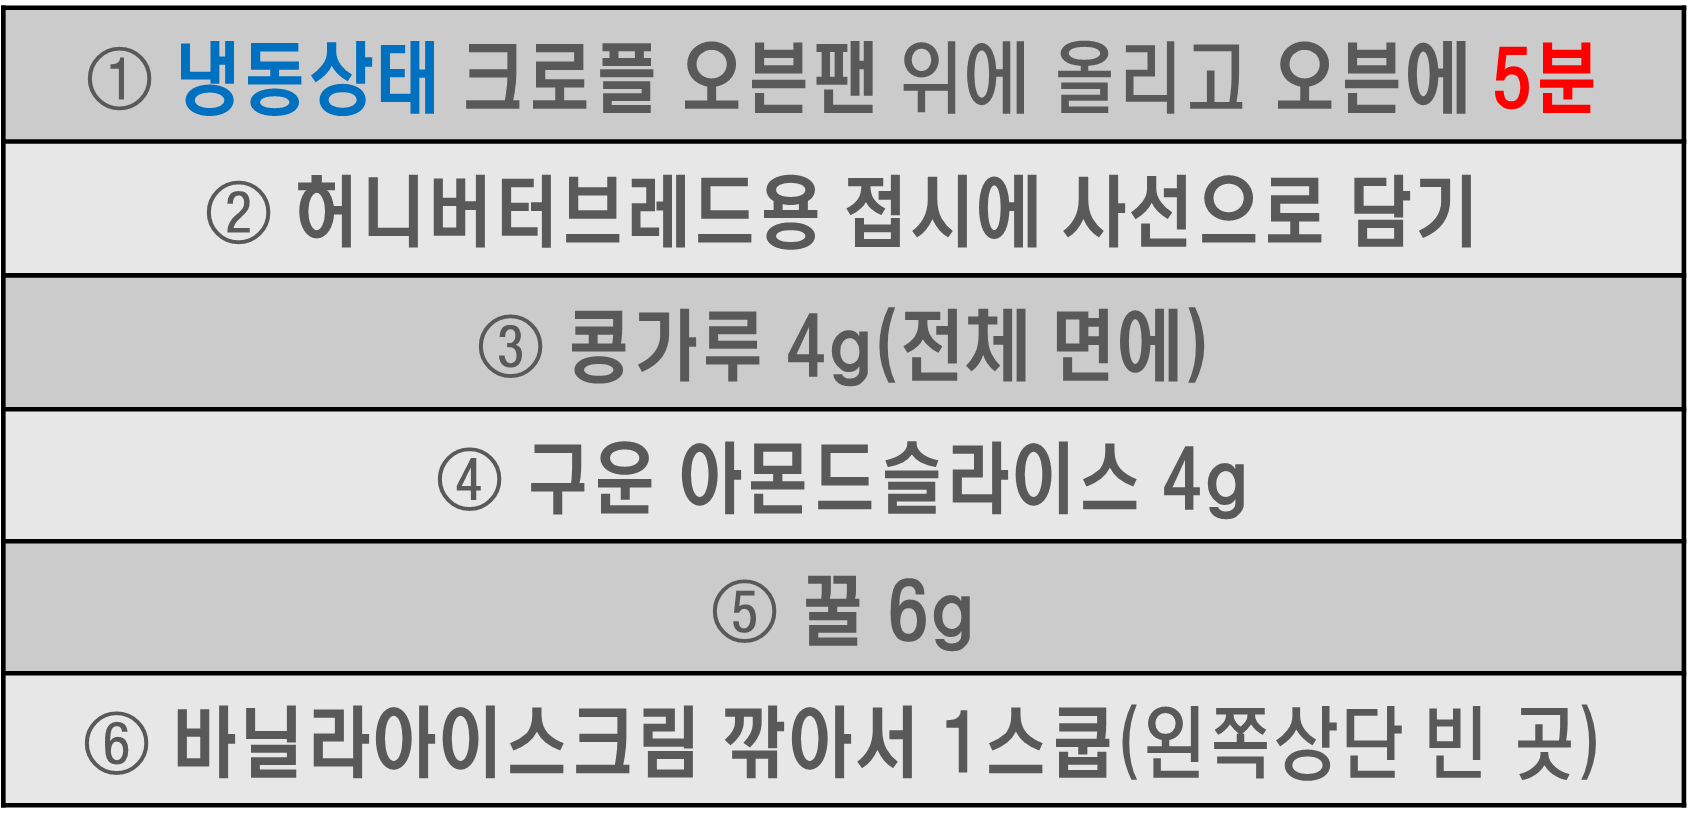 ① 냉동상태 크로플 오븐팬 위에 올리고 오븐에 5분
② 허니버터브레드용 접시에 사선으로 담기
③ 콩가루 4g(전체 면에)
④ 구운 아몬드슬라이스 4g
⑤ 꿀 6g
⑥ 바닐라아이스크림 깎아서 1스쿱(왼쪽상단 빈 곳)